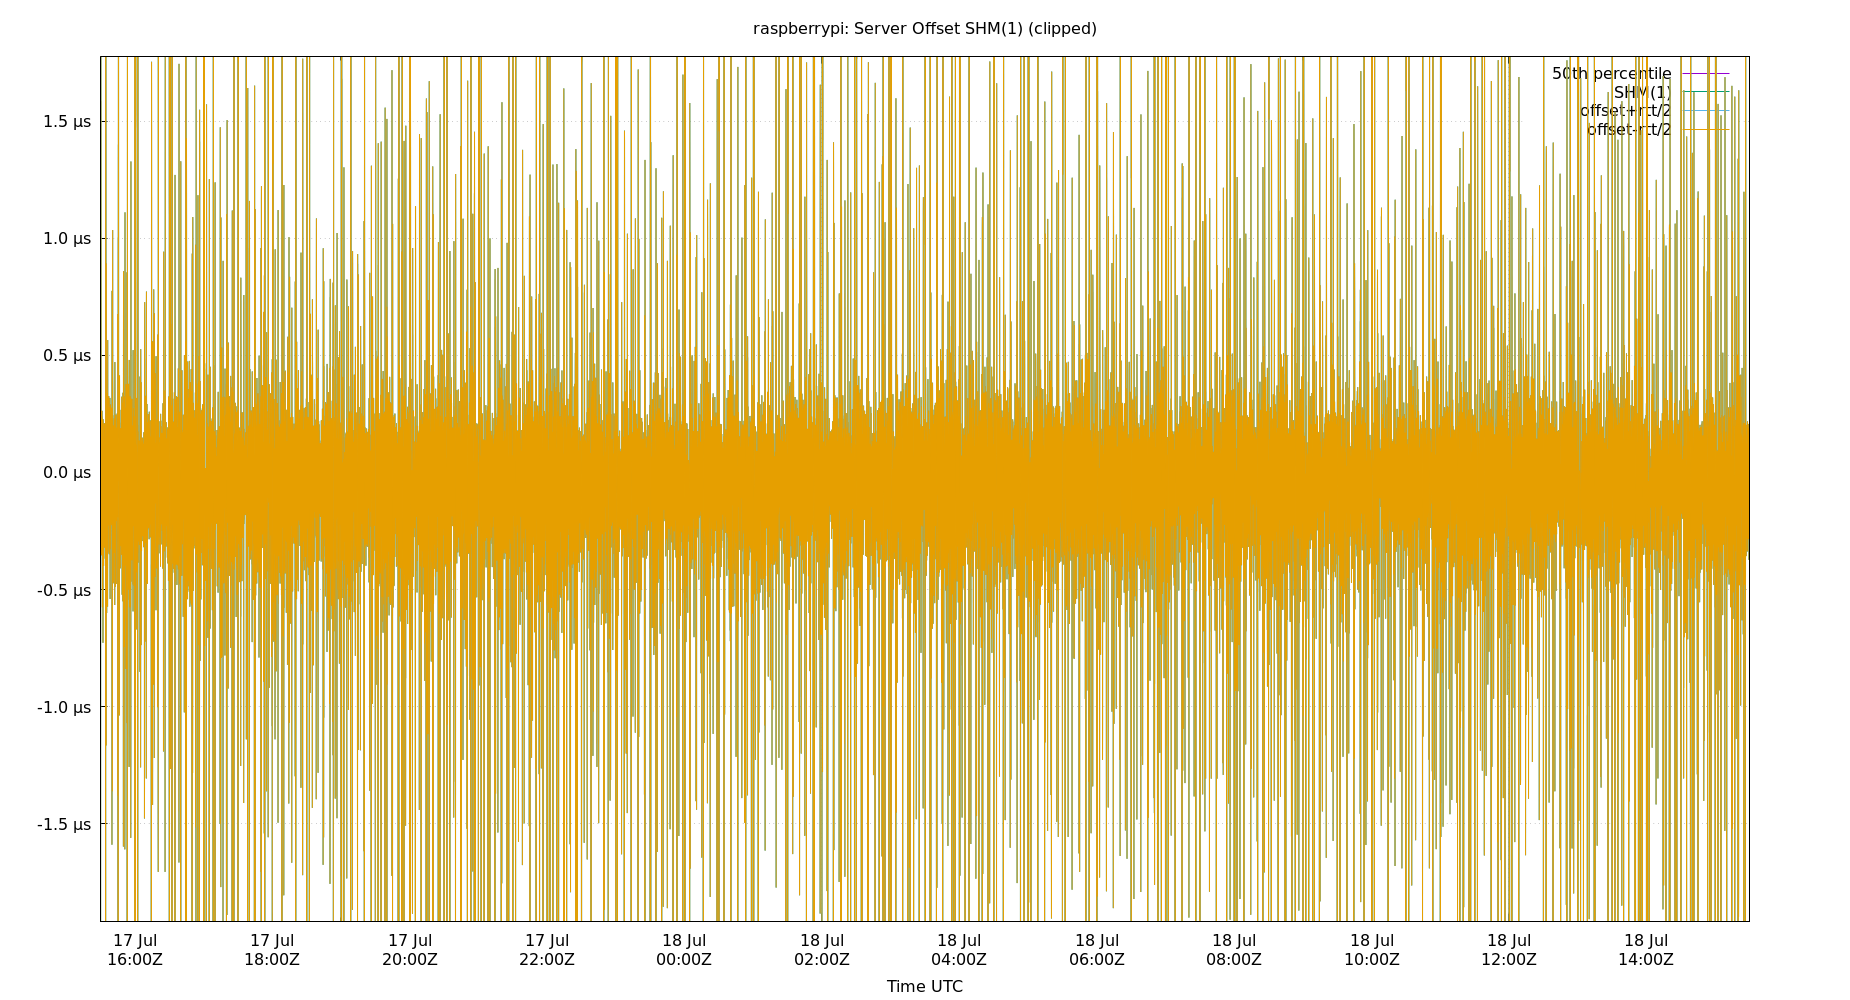 raspberrypi: Server Offset SHM(1) (clipped)
50th percentile
SHM(1)
offset+rtt/2
offset-rtt/2
1.5 µs
1.0 µs
0.5 µs
0.0 µs
-0.5 µs
-1.0 µs
-1.5 µs
17 Jul 17 Jul 17 Jul 17 Jul 18 Jul 18 Jul 18 Jul 18 Jul 18 Jul 18 Jul 18 Jul 18 Jul
16:00Z 18:00Z 20:00Z 22:00Z 00:00Z 02:00Z 04:00Z 06:00Z 08:00Z 10:00Z 12:00Z 14:00Z
Time UTC